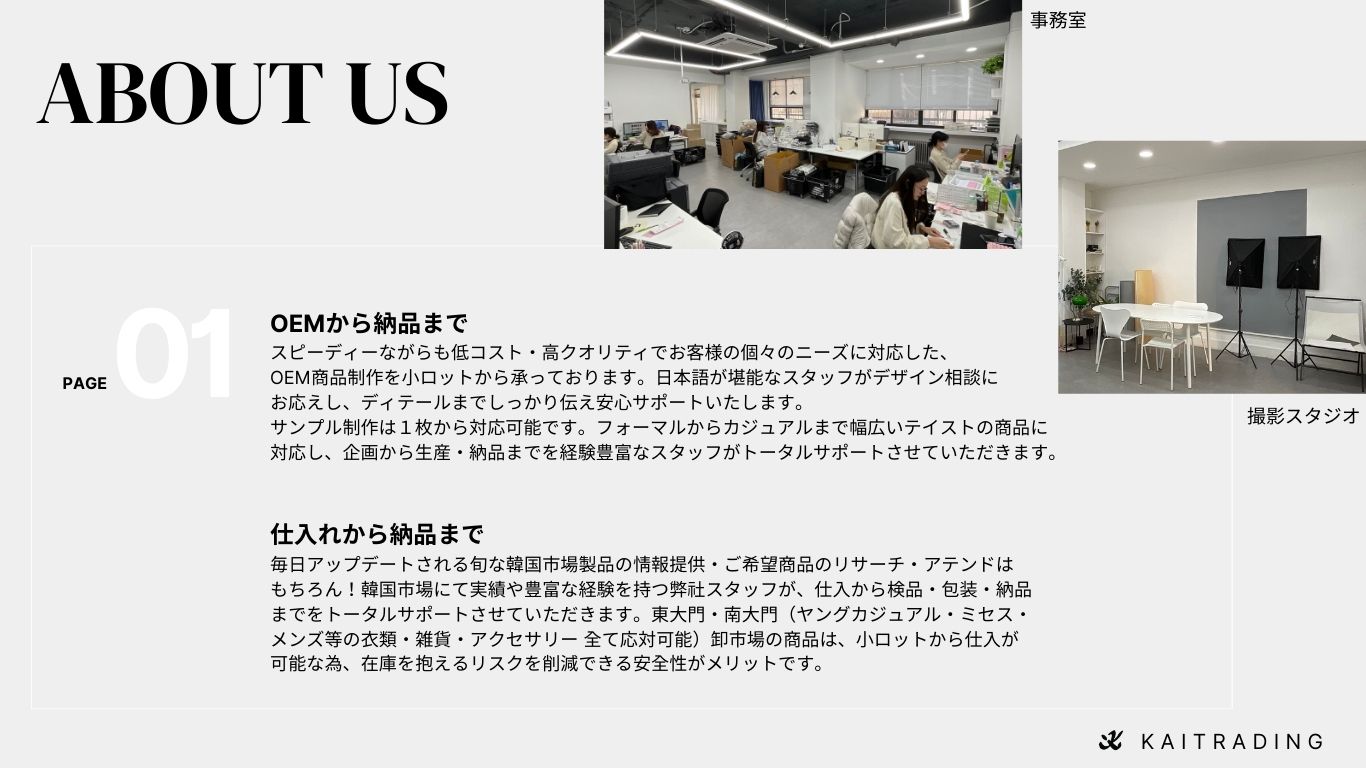 ABOUT US
事務室
撮影スタジオ
PAGE
01
OEMから納品まで
スピーディーながらも低コスト・高クオリティでお客様の個々のニーズに対応した、
OEM商品制作を小ロットから承っております。日本語が堪能なスタッフがデザイン相談に
お応えし、ディテールまでしっかり伝え安心サポートいたします。
サンプル制作は１枚から対応可能です。フォーマルからカジュアルまで幅広いテイストの商品に
対応し、企画から生産・納品までを経験豊富なスタッフがトータルサポートさせていただきます。
仕入れから納品まで
毎日アップデートされる旬な韓国市場製品の情報提供・ご希望商品のリサーチ・アテンドは
もちろん！韓国市場にて実績や豊富な経験を持つ弊社スタッフが、仕入から検品・包装・納品
までをトータルサポートさせていただきます。東大門・南大門（ヤングカジュアル・ミセス・
メンズ等の衣類・雑貨・アクセサリー 全て応対可能）卸市場の商品は、小ロットから仕入が
可能な為、在庫を抱えるリスクを削減できる安全性がメリットです。
KAITRADING